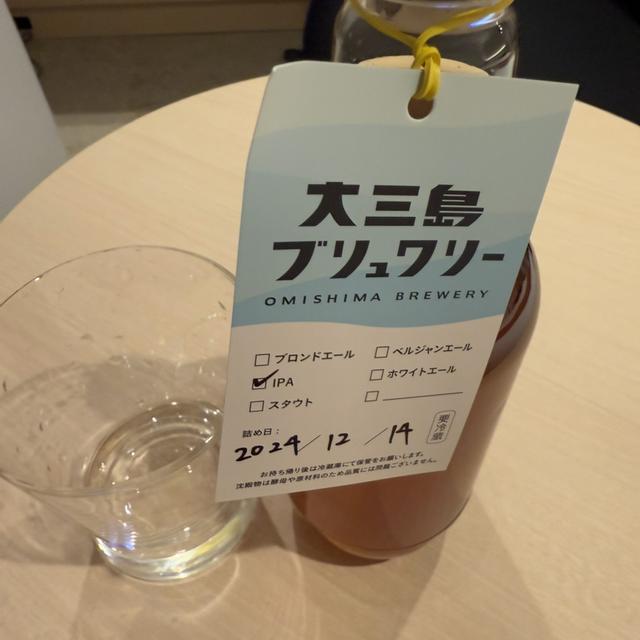 大三島
ブリュワリー
OMISHIMA BREWERY
ブロンドエール
ベルジャンエール
IPA
ホワイトエール
スタウト
詰め日：
2024/12/14
要冷蔵
お持ち帰り後は冷蔵庫にて保管をお願いします。
沈殿物は酵母や原材料のため品質には問題ございません。